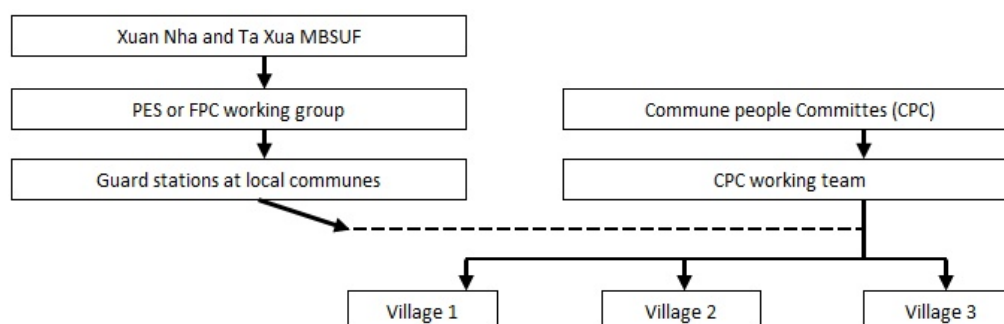 Xuan Nha and Ta Xua MBSUF
PES or FPC working group
Commune people Committes (CPC)
Guard stations at local communes
CPC working team
Village 1
Village 2
Village 3